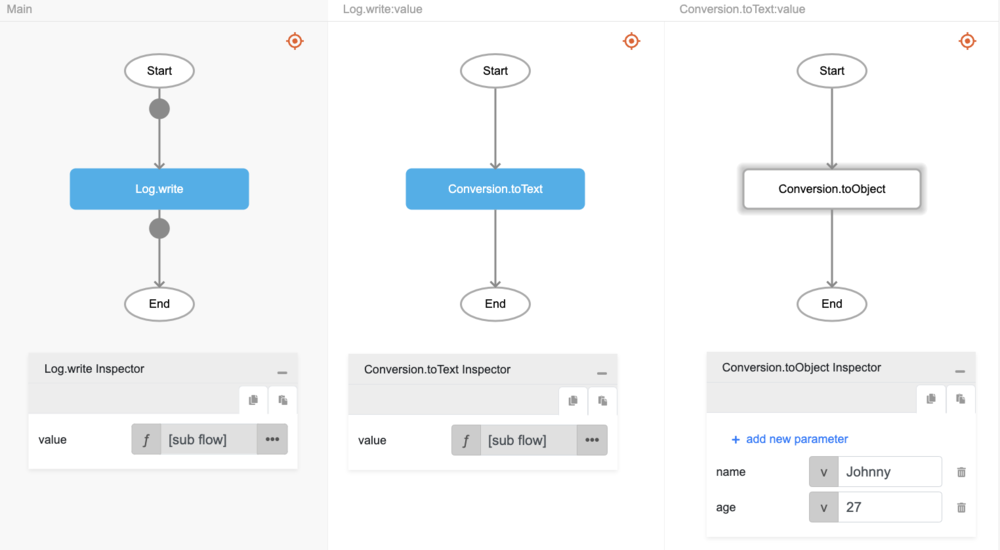 Main
Log.write:value
Conversion.toText:value
Start
Log.write
End
Log.write Inspector
value
ƒ [sub flow] •••
Start
Conversion.toText
End
Conversion.toText Inspector
value
ƒ [sub flow] •••
Start
Conversion.toObject
End
Conversion.toObject Inspector
+ add new parameter
name v Johnny
age v 27